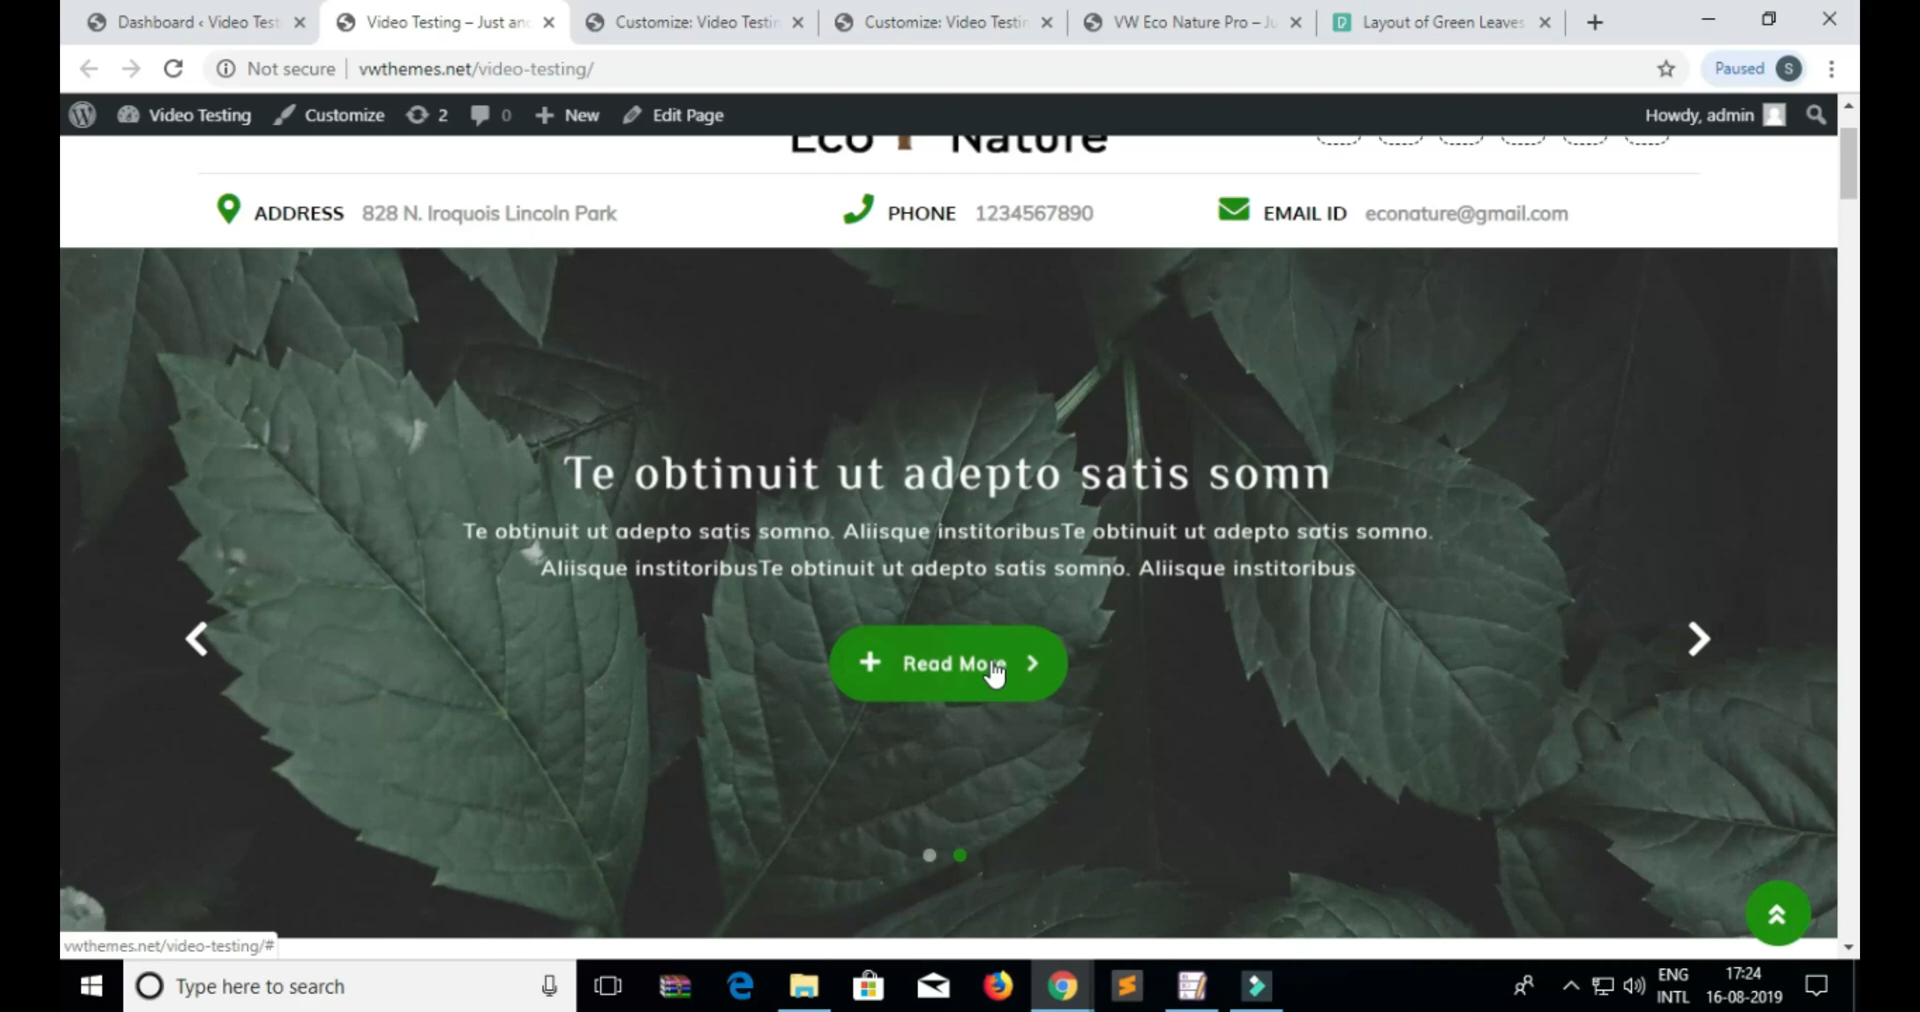 Dashboard ‹ Video Test
Video Testing – Just an
Customize: Video Testin
Customize: Video Testin
VW Eco Nature Pro – Ju
Layout of Green Leaves
Not secure
vwthemes.net/video-testing/
Paused
S
Video Testing
Customize
2
0
New
Edit Page
Howdy, admin
Eco Nature
ADDRESS 828 N. Iroquois Lincoln Park
PHONE 1234567890
EMAIL ID econature@gmail.com
Te obtinuit ut adepto satis somn
Te obtinuit ut adepto satis somno. Aliisque institoribusTe obtinuit ut adepto satis somno.
Aliisque institoribusTe obtinuit ut adepto satis somno. Aliisque institoribus
Read More
vwthemes.net/video-testing/#
Type here to search
ENG
INTL
17:24
16-08-2019